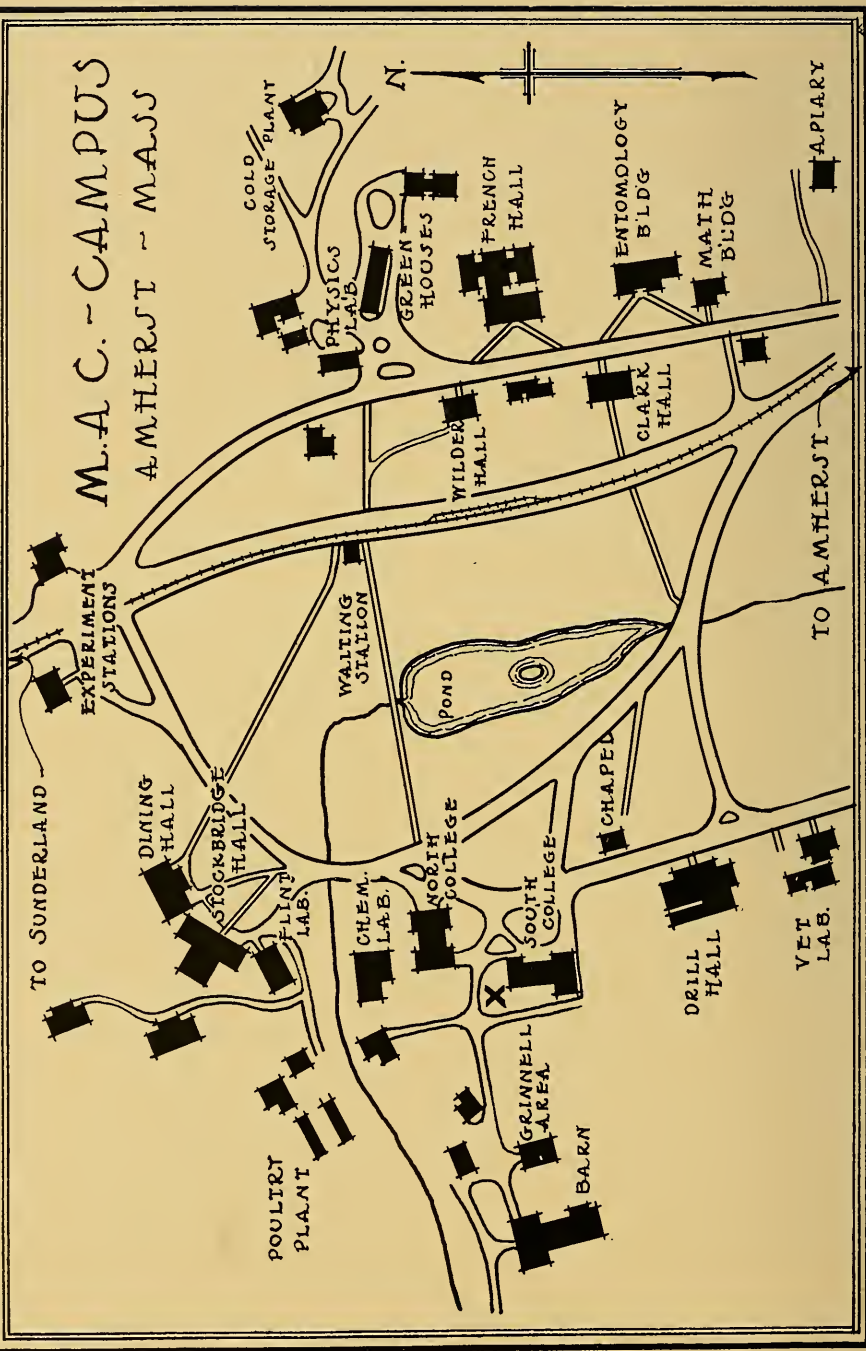 M.A C. - CAMPUS
AMHERST - MASS
N.
TO SUNDERLAND
EXPERIMENT
STATIONS
DINING
HALL
STOCKBRIDGE
HALL
FLINT
LAB.
POULTRY
PLANT
COLD
STORAGE PLANT
PHYSICS
LAB.
GREEN-
HOUSES
FRENCH
HALL
WILDER
HALL
WAITING
STATION
POND
CHEM.
LAB.
NORTH
COLLEGE
SOUTH
COLLEGE
X
GRINNELL
AREA
BARN
ENTOMOLOGY
B'LD'G
MATH
B'L'D'G
CLARK
HALL
APIARY
CHAPEL
DRILL
HALL
VET
LAB.
TO AMHERST